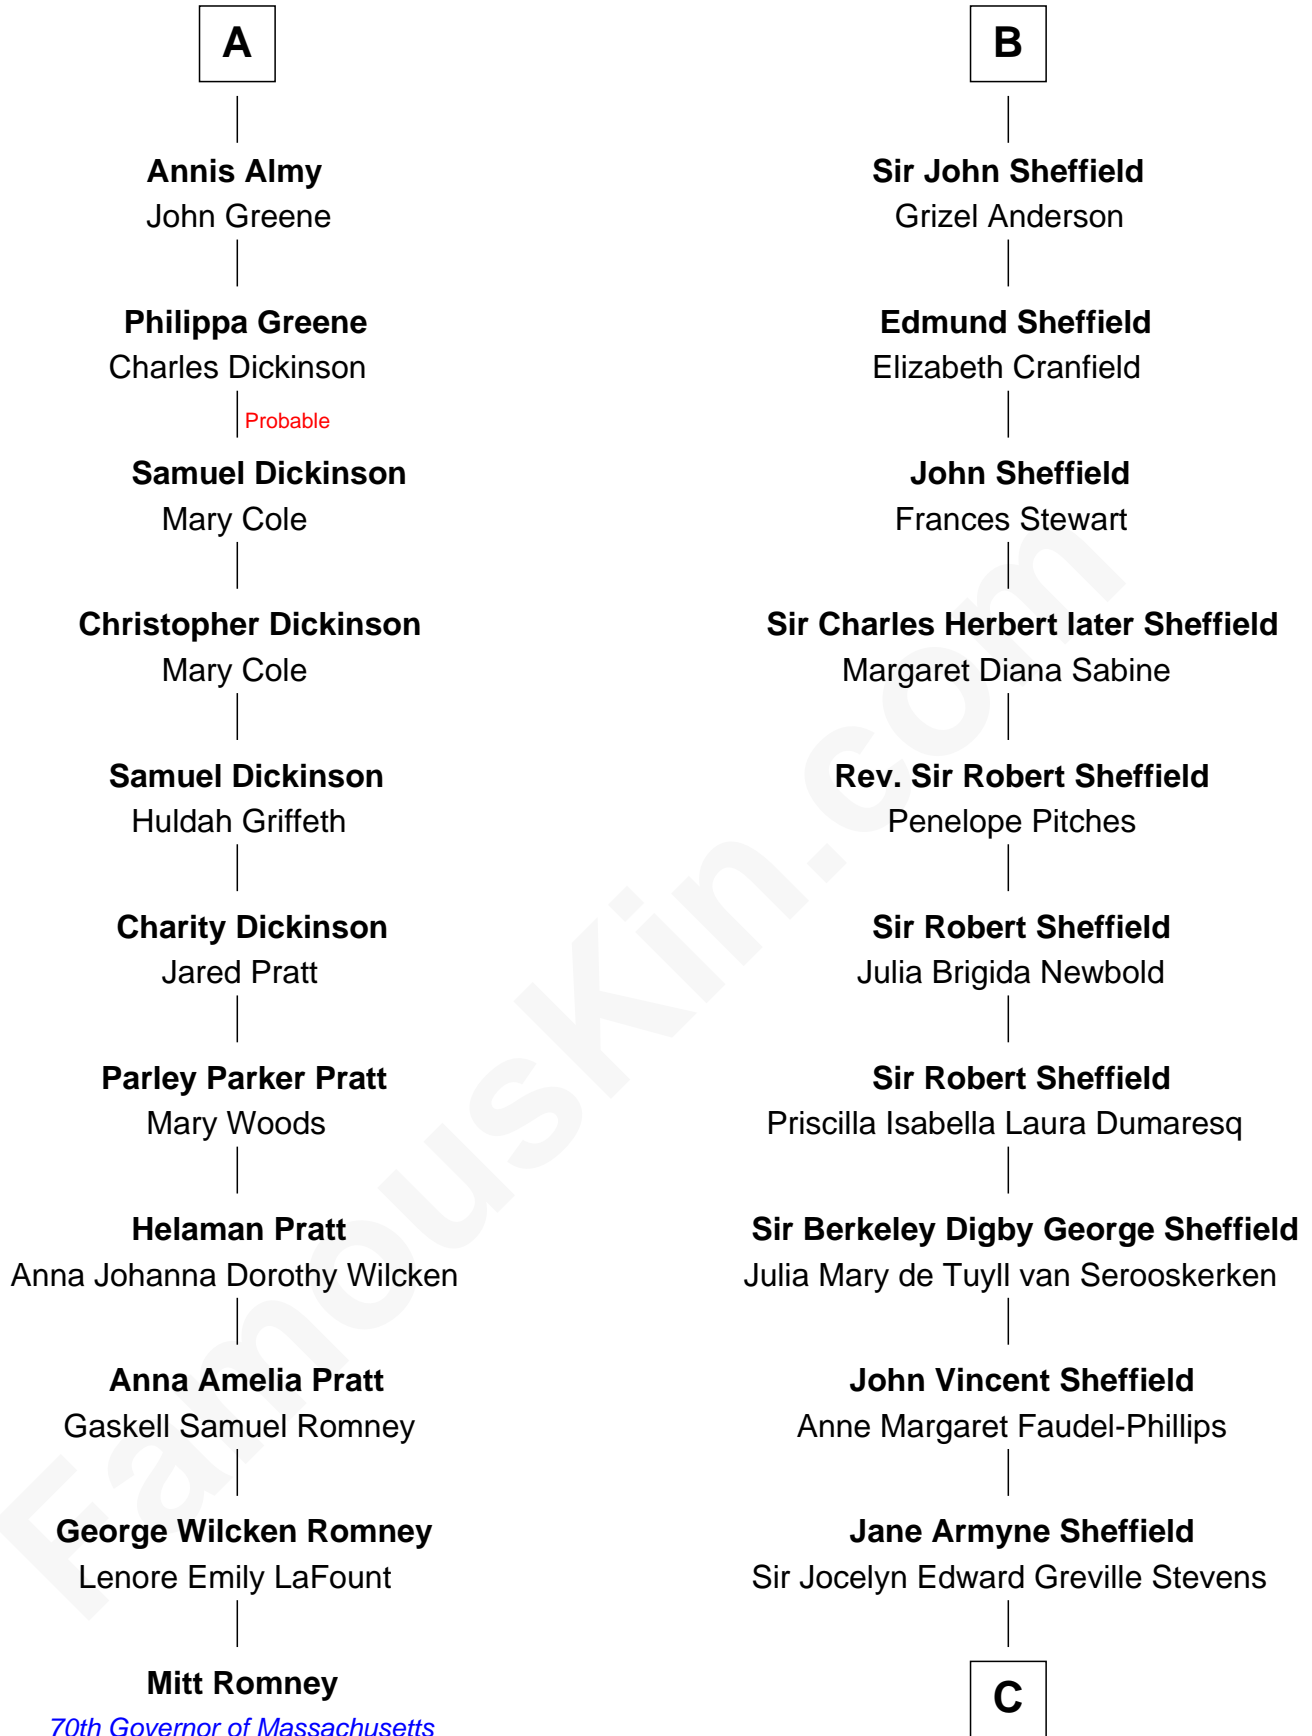 A
Annis Almy
John Greene
Philippa Greene
Charles Dickinson
Probable
Samuel Dickinson
Mary Cole
Christopher Dickinson
Mary Cole
Samuel Dickinson
Huldah Griffeth
Charity Dickinson
Jared Pratt
Parley Parker Pratt
Mary Woods
Helaman Pratt
Anna Johanna Dorothy Wilcken
Anna Amelia Pratt
Gaskell Samuel Romney
George Wilcken Romney
Lenore Emily LaFount
Mitt Romney
70th Governor of Massachusetts
B
Sir John Sheffield
Grizel Anderson
Edmund Sheffield
Elizabeth Cranfield
John Sheffield
Frances Stewart
Sir Charles Herbert later Sheffield
Margaret Diana Sabine
Rev. Sir Robert Sheffield
Penelope Pitches
Sir Robert Sheffield
Julia Brigida Newbold
Sir Robert Sheffield
Priscilla Isabella Laura Dumaresq
Sir Berkeley Digby George Sheffield
Julia Mary de Tuyll van Serooskerken
John Vincent Sheffield
Anne Margaret Faudel-Phillips
Jane Armyne Sheffield
Sir Jocelyn Edward Greville Stevens
C
FamousKin.com